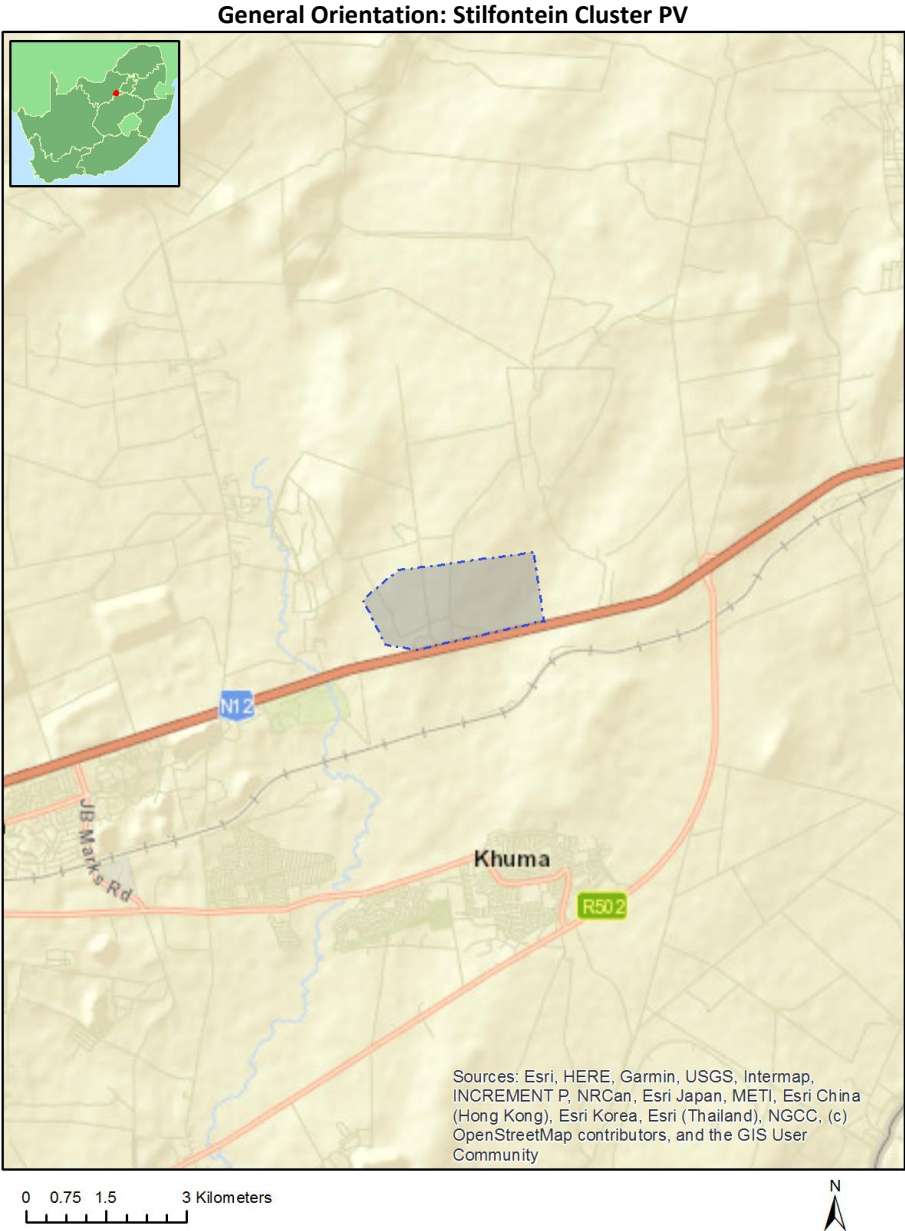 General Orientation: Stilfontein Cluster PV
N12
JB Marks Rd
Khuma
R502
Sources: Esri, HERE, Garmin, USGS, Intermap,
INCREMENT P, NRCan, Esri Japan, METI, Esri China
(Hong Kong), Esri Korea, Esri (Thailand), NGCC, (c)
OpenStreetMap contributors, and the GIS User
Community
0 0.75 1.5 3 Kilometers
N